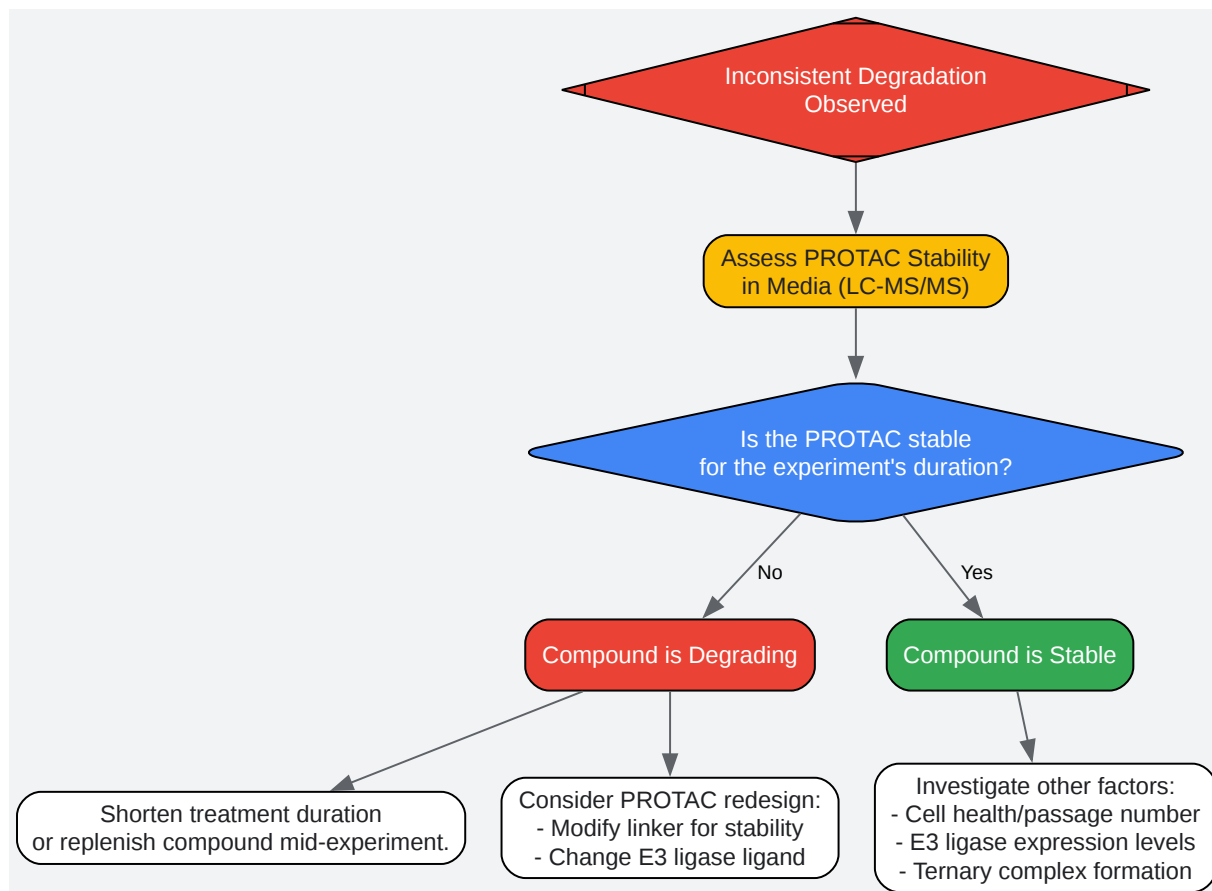 Inconsistent Degradation
Observed
Assess PROTAC Stability
in Media (LC-MS/MS)
Is the PROTAC stable
for the experiment's duration?
No
Yes
Compound is Degrading
Compound is Stable
Shorten treatment duration
or replenish compound mid-experiment.
Consider PROTAC redesign:
- Modify linker for stability
- Change E3 ligase ligand
Investigate other factors:
- Cell health/passage number
- E3 ligase expression levels
- Ternary complex formation